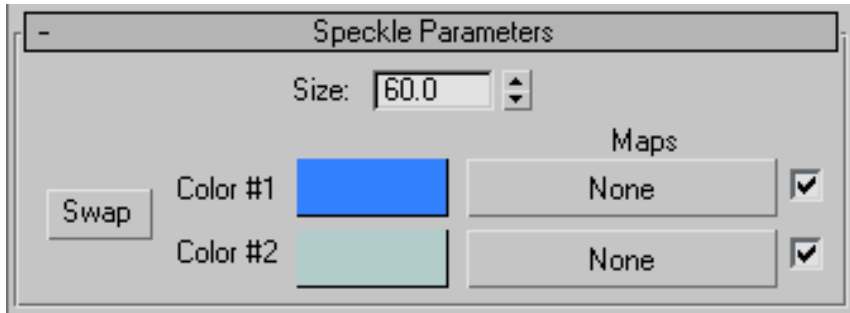 - Speckle Parameters
Size: 60.0
Maps
Color #1 None
Swap
Color #2 None